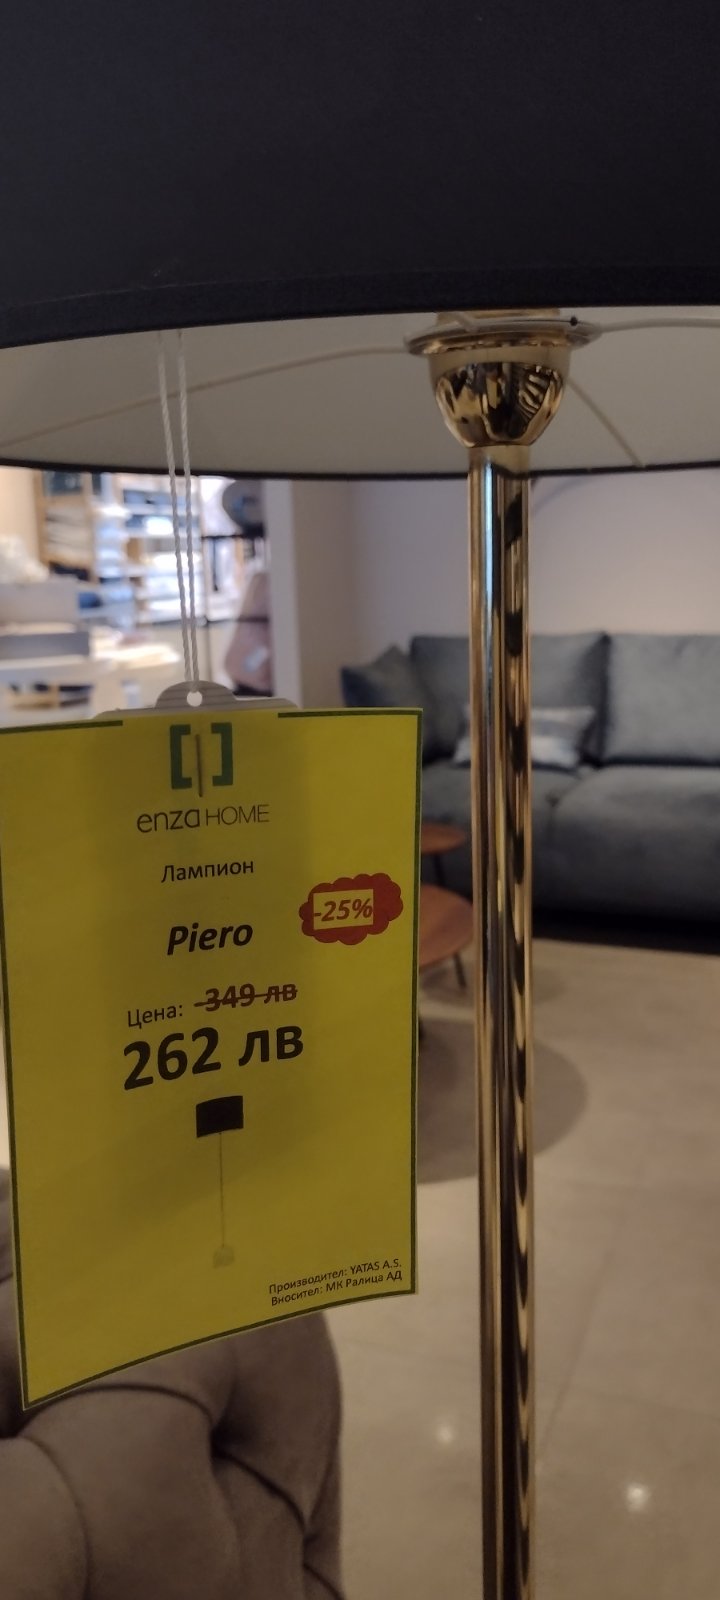 enza HOME
Лампион
-25%
Piero
Цена: 349 лв
262 лв
Производител: YATAS A.S.
Вносител: МК Ралица АД